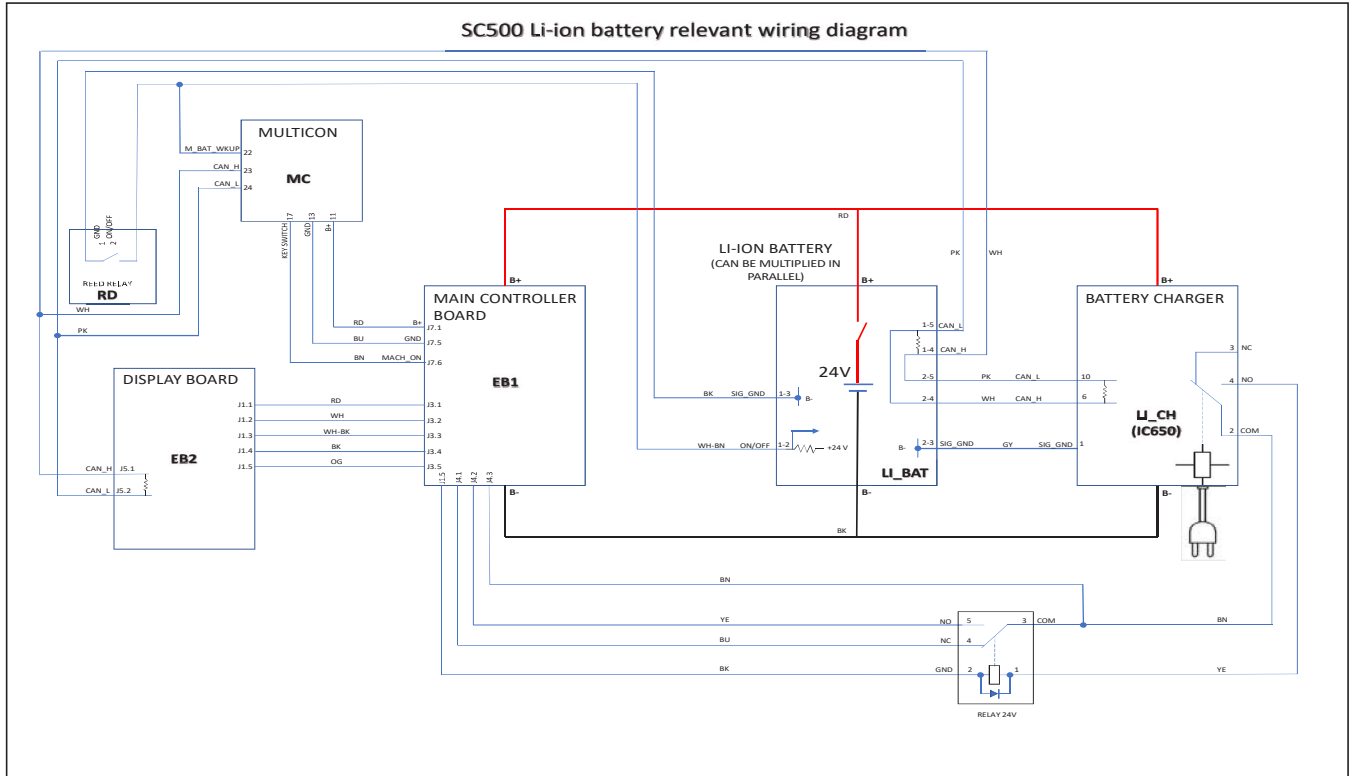 SC500 Li-ion battery relevant wiring diagram
MULTICON
MC
M_BAT_WKUP
22
CAN_H
23
CAN_L
24
17
13
11
KEY SWITCH
GND
B+
GND
ON/OFF
1
2
REED RELAY
RD
WH
PK
RD
B+
MAIN CONTROLLER
BOARD
EB1
RD
B+
J7.1
BU
GND
J7.5
BN
MACH_ON
J7.6
DISPLAY BOARD
EB2
J1.1
RD
J3.1
J1.2
WH
J3.2
J1.3
WH-BK
J3.3
J1.4
BK
J3.4
J1.5
OG
J3.5
CAN_H
J5.1
CAN_L
J5.2
J1.5
J4.1
J4.2
J4.3
B-
LI-ION BATTERY
(CAN BE MULTIPLIED IN
PARALLEL)
B+
24V
PK
WH
1-5
CAN_L
1-4
CAN_H
2-5
PK
CAN_L
10
2-4
WH
CAN_H
6
BK
SIG_GND
1-3
B-
WH-BN
ON/OFF
1-2
+24 V
B-
2-3
SIG_GND
GY
SIG_GND
1
LI_BAT
B-
BK
BATTERY CHARGER
B+
3
NC
4
NO
2
COM
LI_CH
(IC650)
B-
BN
YE
NO
5
3
COM
BN
BU
NC
4
BK
GND
2
1
YE
RELAY 24V